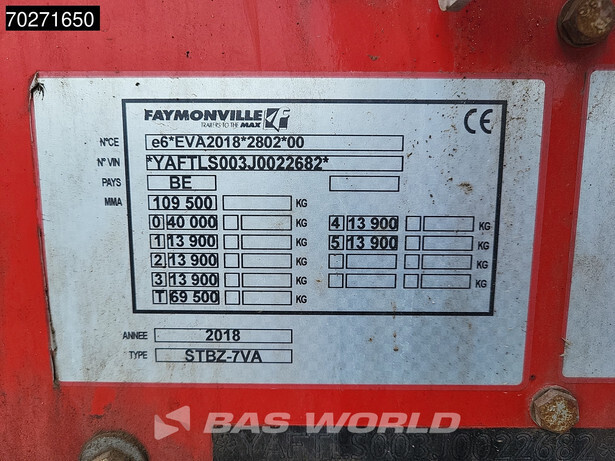 70271650
FAYMONVILLE
TRAILERS TO THE MAX
CE
N°CE e6*EVA2018*2802*00
N° VIN *YAFTLS003J0022682*
PAYS BE
MMA 109 500 KG
0 40 000 KG 4 13 900 KG
1 13 900 KG 5 13 900 KG
2 13 900 KG KG
3 13 900 KG KG
T 69 500 KG
ANNEE 2018
TYPE STBZ-7VA
BAS WORLD
YAFTLS003J0022682